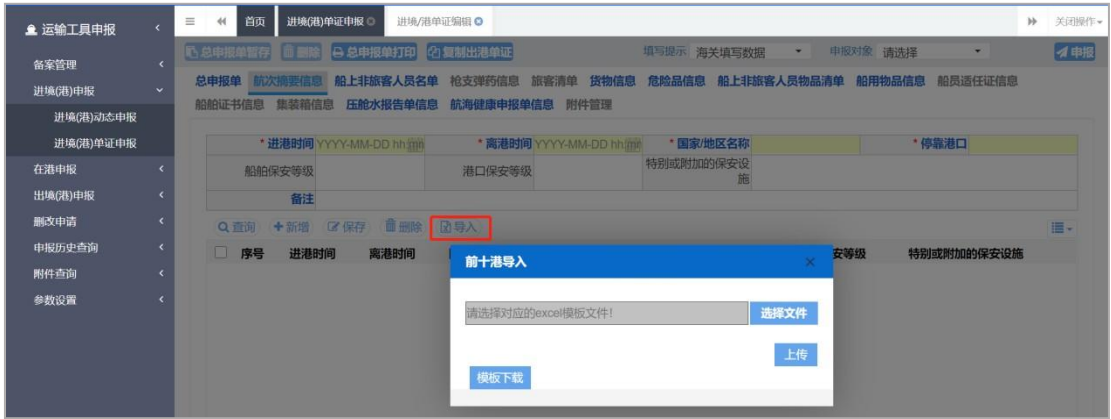 运输工具申报
首页 进境(港)单证申报 进境/港单证编辑 关闭操作
总申报单暂存 删除 总申报单打印 复制出港单证 填写提示 海关填写数据 申报对象 请选择 申报
备案管理
进境(港)申报
进境(港)动态申报
进境(港)单证申报
在港申报
出境(港)申报
删改申请
申报历史查询
附件查询
参数设置
总申报单 航次摘要信息 船上非旅客人员名单 枪支弹药信息 旅客清单 货物信息 危险品信息 船上非旅客人员物品清单 船用物品信息 船员适任证信息
船舶证书信息 集装箱信息 压舱水报告单信息 航海健康申报单信息 附件管理
* 进港时间 YYYY-MM-DD hh:mm * 离港时间 YYYY-MM-DD hh:mm * 国家/地区名称 * 停靠港口
船舶保安等级 港口保安等级 特别或附加的保安设
施
备注
查询 新增 保存 删除 导入
序号 进港时间 离港时间 安等级 特别或附加的保安设施
前十港导入
请选择对应的excel模板文件! 选择文件
上传
模板下载